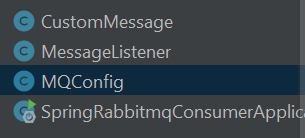 CustomMessage
MessageListener
MQConfig
SpringRabbitmqConsumerApplic